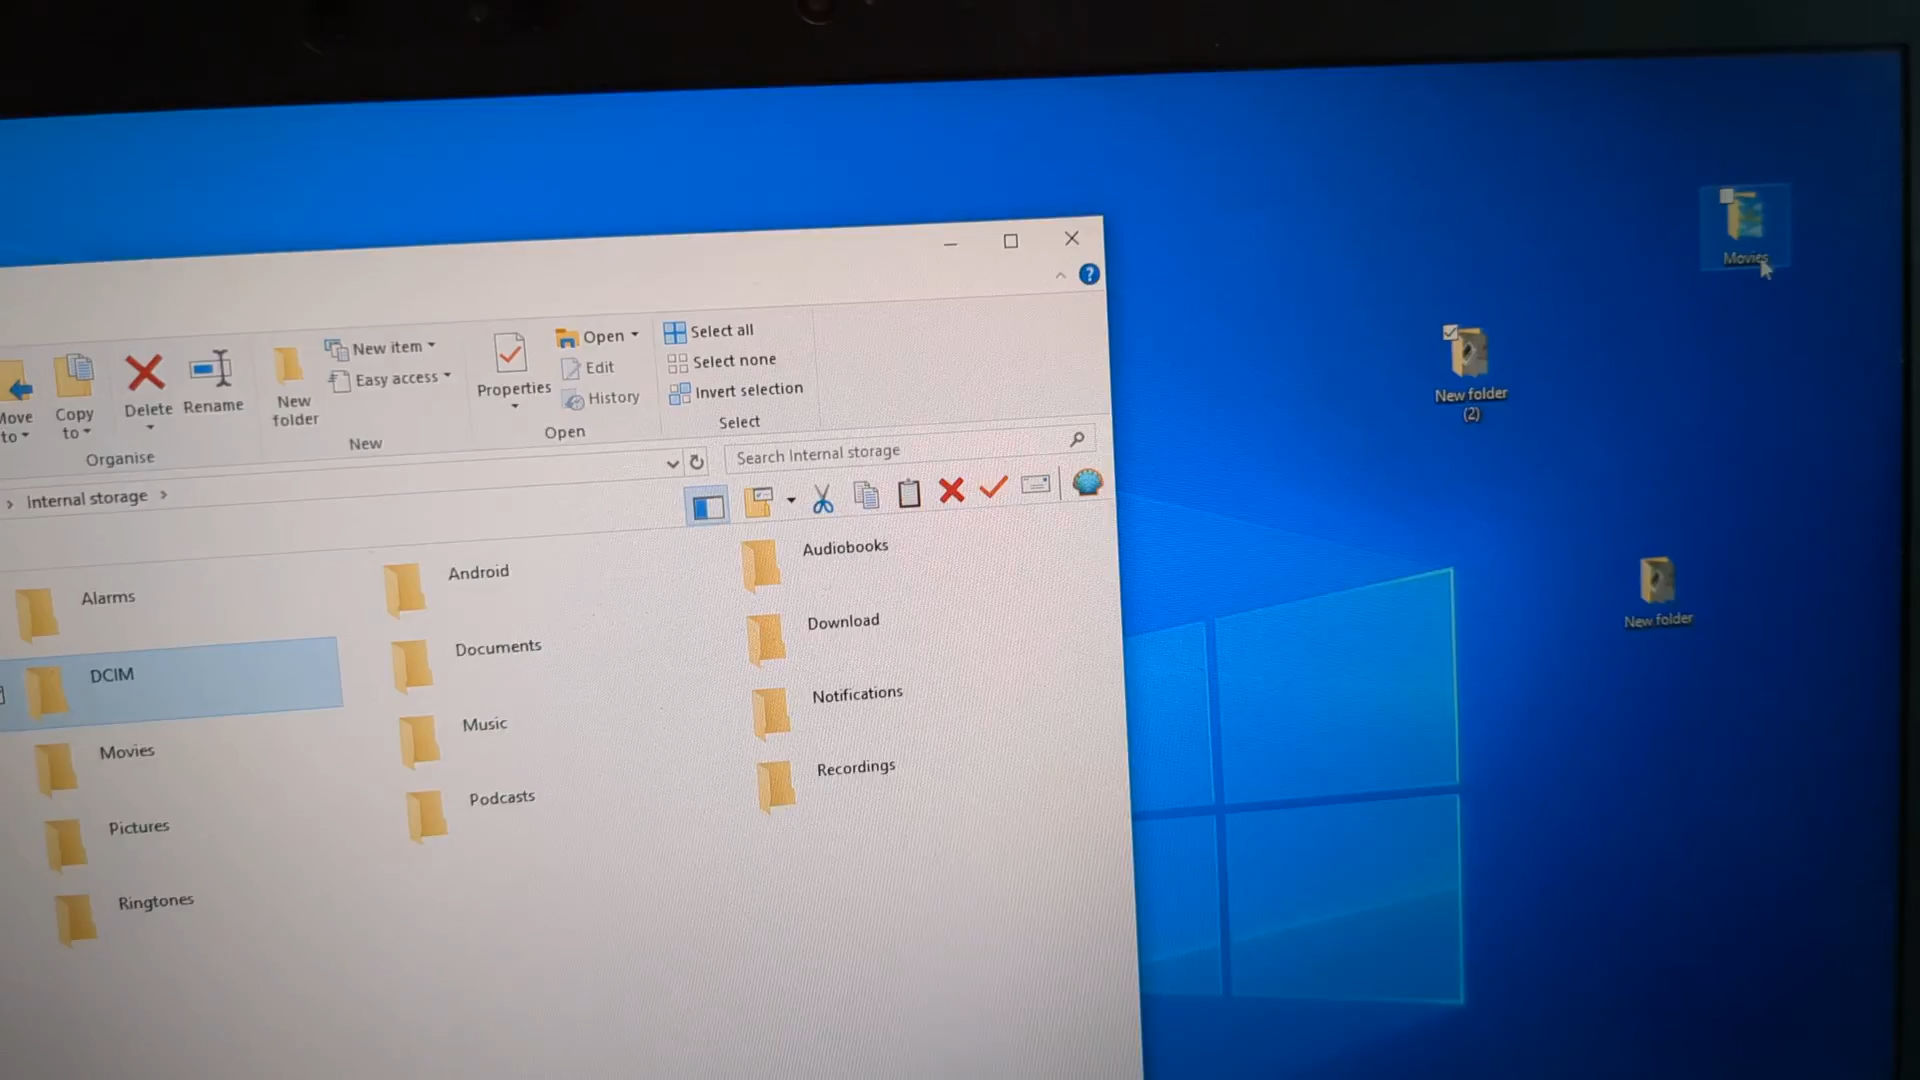 Movies
New folder
(2)
New folder
?
New item
Easy access
Open
Edit
History
Select all
Select none
Invert selection
Move
to
Copy
to
Delete
Rename
New
folder
Properties
Organise
New
Open
Select
Internal storage
Search Internal storage
Alarms
Android
Audiobooks
DCIM
Documents
Download
Movies
Music
Notifications
Pictures
Podcasts
Recordings
Ringtones